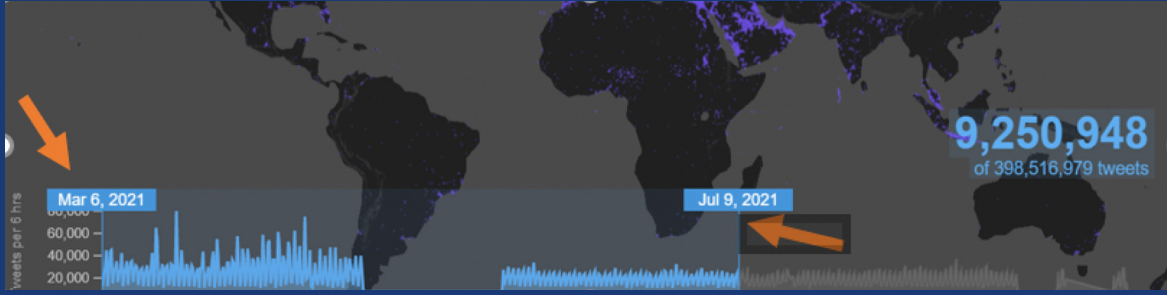 9,250,948
of 398,516,979 tweets
Mar 6, 2021
Jul 9, 2021
80,000
60,000
40,000
20,000
weets per 6 hrs